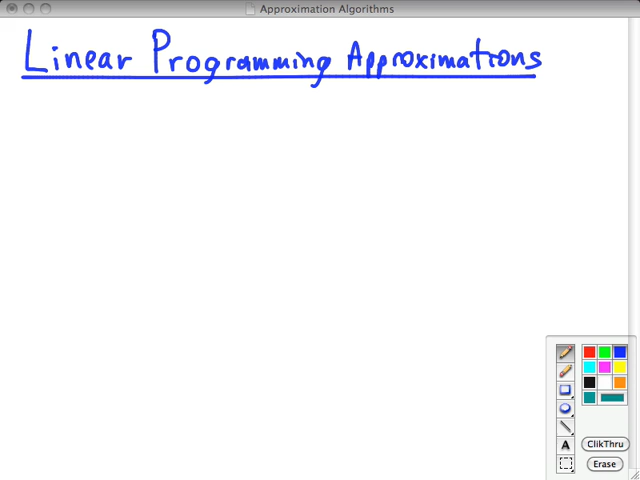 Approximation Algorithms
Linear Programming Approximations
A
ClikThru
Erase